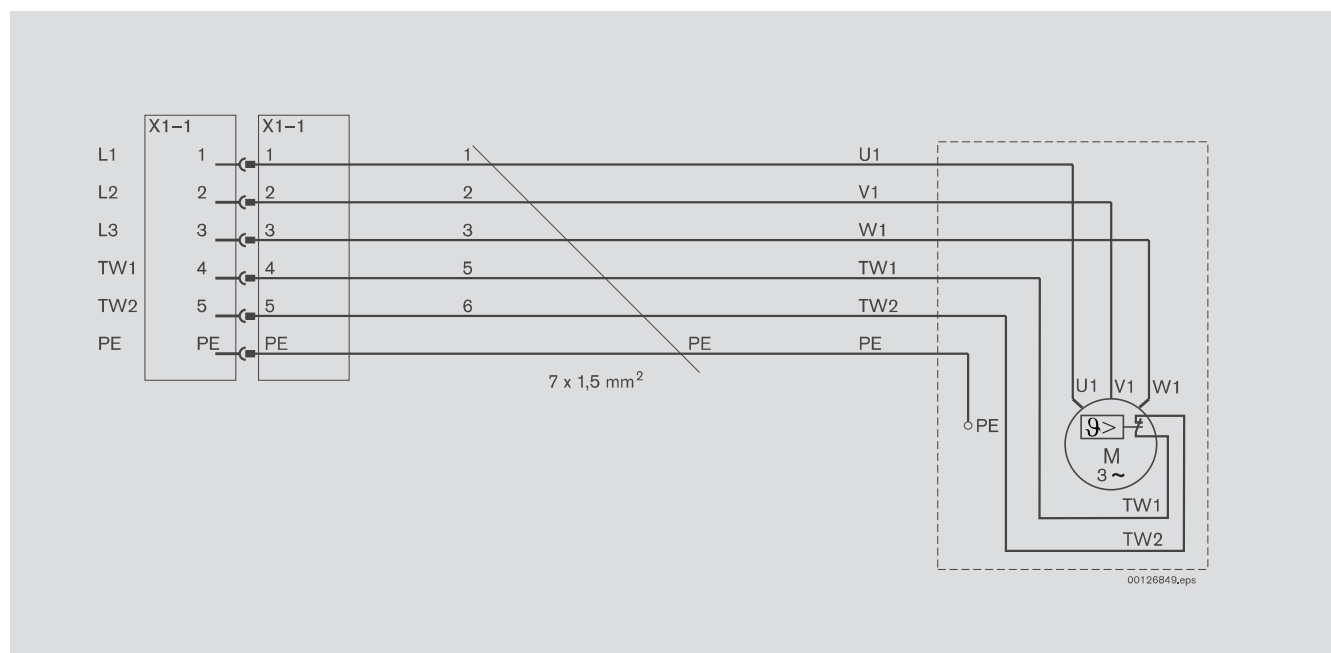 X1-1 X1-1
L1 1 1 1 U1
L2 2 2 2 V1
L3 3 3 3 W1
TW1 4 4 5 TW1
TW2 5 5 6 TW2
PE PE PE PE PE
7 x 1,5 mm²
U1 V1 W1
PE
ϑ>
M
3 ~
TW1
TW2
00126849.eps